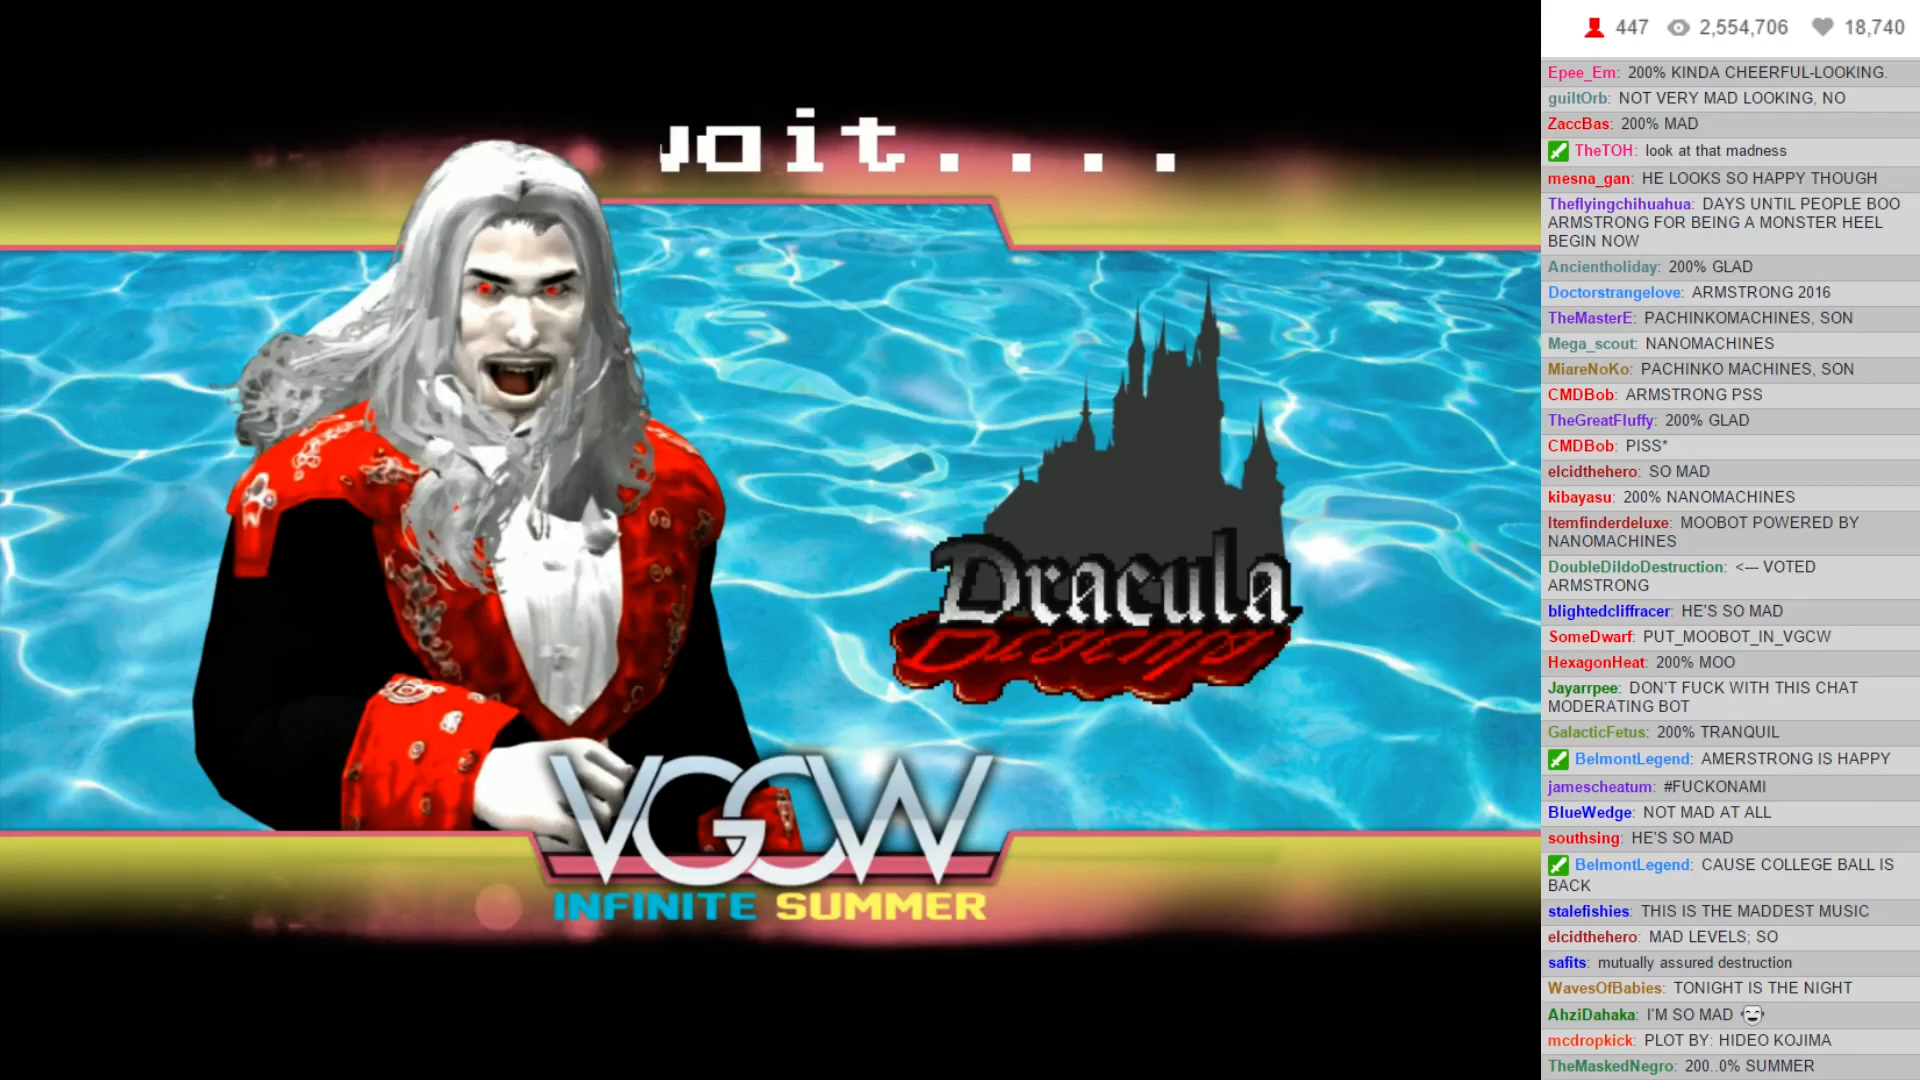 wait....
Dracula
VGCW
INFINITE SUMMER
447 2,554,706 18,740
Epee_Em: 200% KINDA CHEERFUL-LOOKING.
guiltOrb: NOT VERY MAD LOOKING, NO
ZaccBas: 200% MAD
TheTOH: look at that madness
mesna_gan: HE LOOKS SO HAPPY THOUGH
Theflyingchihuahua: DAYS UNTIL PEOPLE BOO
ARMSTRONG FOR BEING A MONSTER HEEL
BEGIN NOW
Ancientholiday: 200% GLAD
Doctorstrangelove: ARMSTRONG 2016
TheMasterE: PACHINKOMACHINES, SON
Mega_scout: NANOMACHINES
MiareNoKo: PACHINKO MACHINES, SON
CMDBob: ARMSTRONG PSS
TheGreatFluffy: 200% GLAD
CMDBob: PISS*
elcidthehero: SO MAD
kibayasu: 200% NANOMACHINES
Itemfinderdeluxe: MOOBOT POWERED BY
NANOMACHINES
DoubleDildoDestruction: <--- VOTED
ARMSTRONG
blightedcliffracer: HE'S SO MAD
SomeDwarf: PUT_MOOBOT_IN_VGCW
HexagonHeat: 200% MOO
Jayarrpee: DON'T FUCK WITH THIS CHAT
MODERATING BOT
GalacticFetus: 200% TRANQUIL
BelmontLegend: AMERSTRONG IS HAPPY
jamescheatum: #FUCKONAMI
BlueWedge: NOT MAD AT ALL
southsing: HE'S SO MAD
BelmontLegend: CAUSE COLLEGE BALL IS
BACK
stalefishies: THIS IS THE MADDEST MUSIC
elcidthehero: MAD LEVELS; SO
safits: mutually assured destruction
WavesOfBabies: TONIGHT IS THE NIGHT
AhziDahaka: I'M SO MAD
mcdropkick: PLOT BY: HIDEO KOJIMA
TheMaskedNegro: 200..0% SUMMER